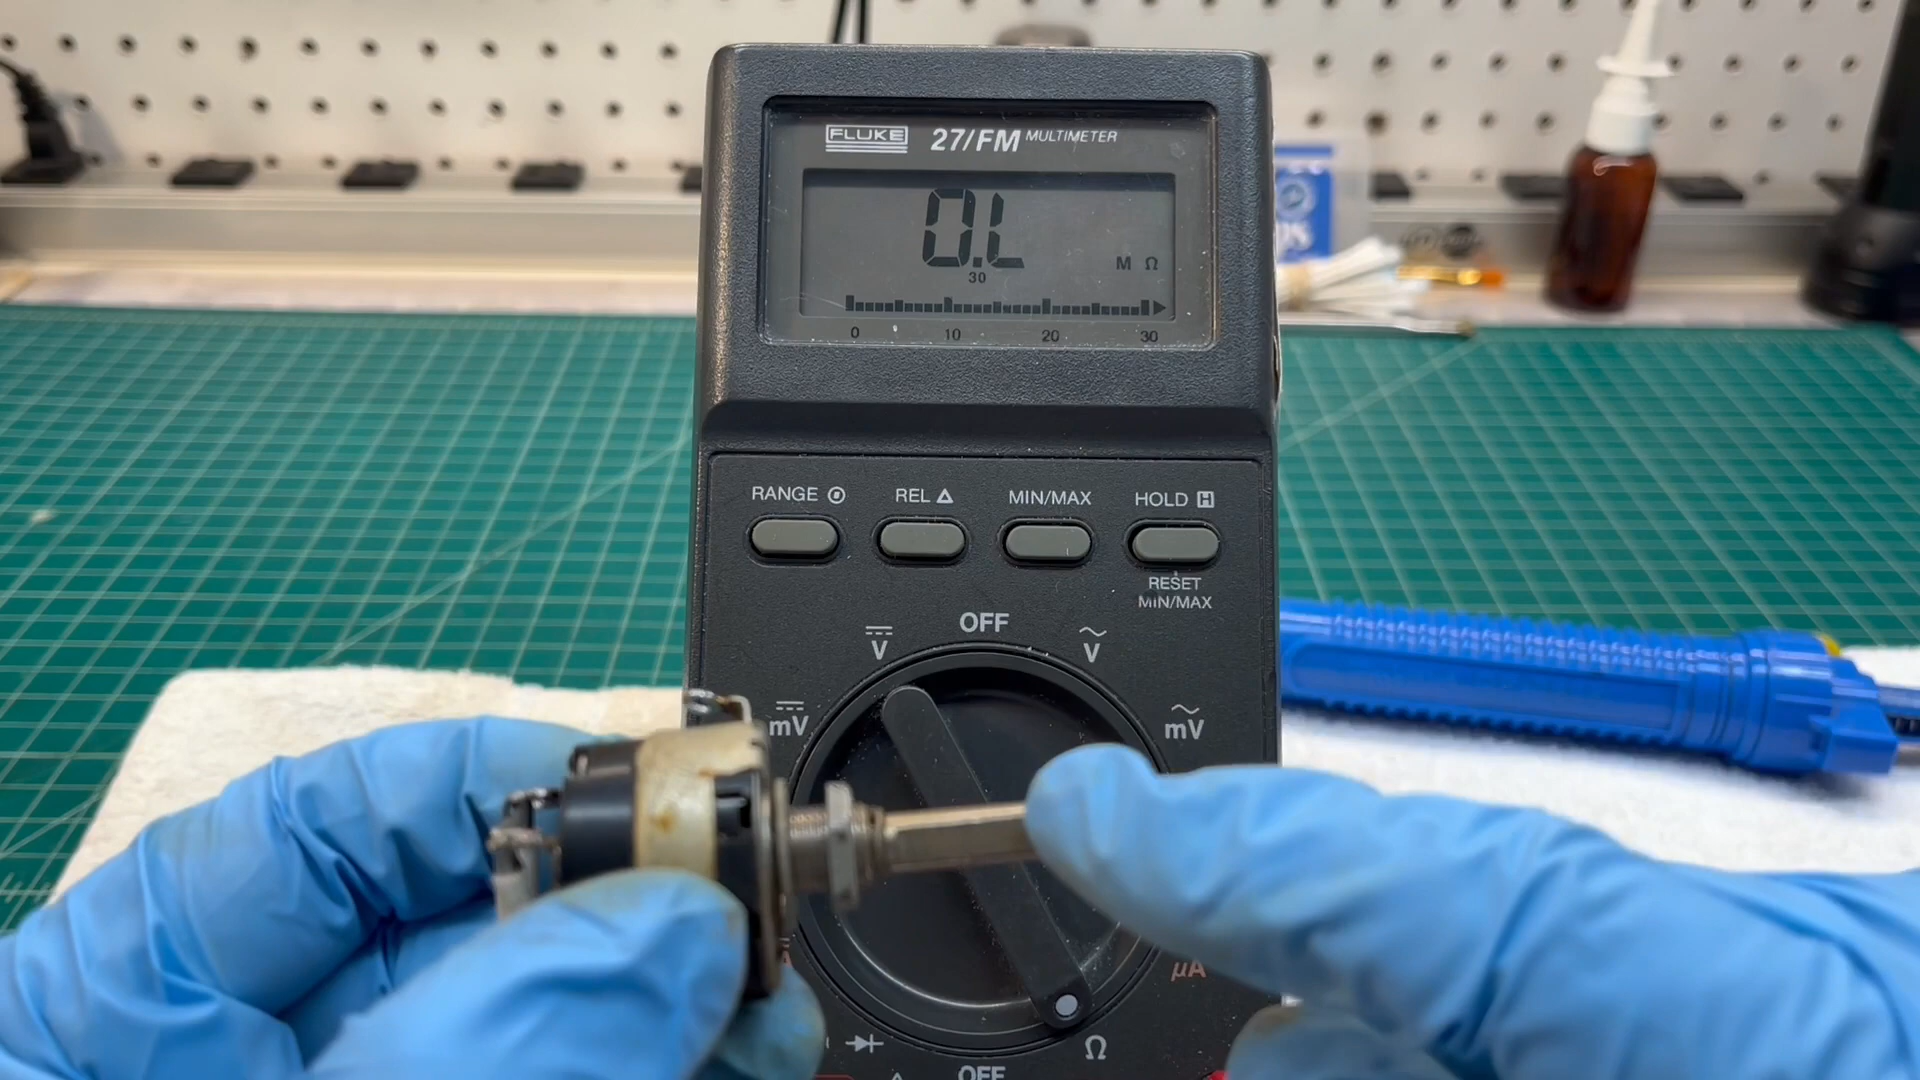 FLUKE 27/FM MULTIMETER
0.L
30
M Ω
0 10 20 30
RANGE REL △ MIN/MAX HOLD H
RESET
MIN/MAX
OFF
V V
mV mV
µA
Ω
OFF
ps